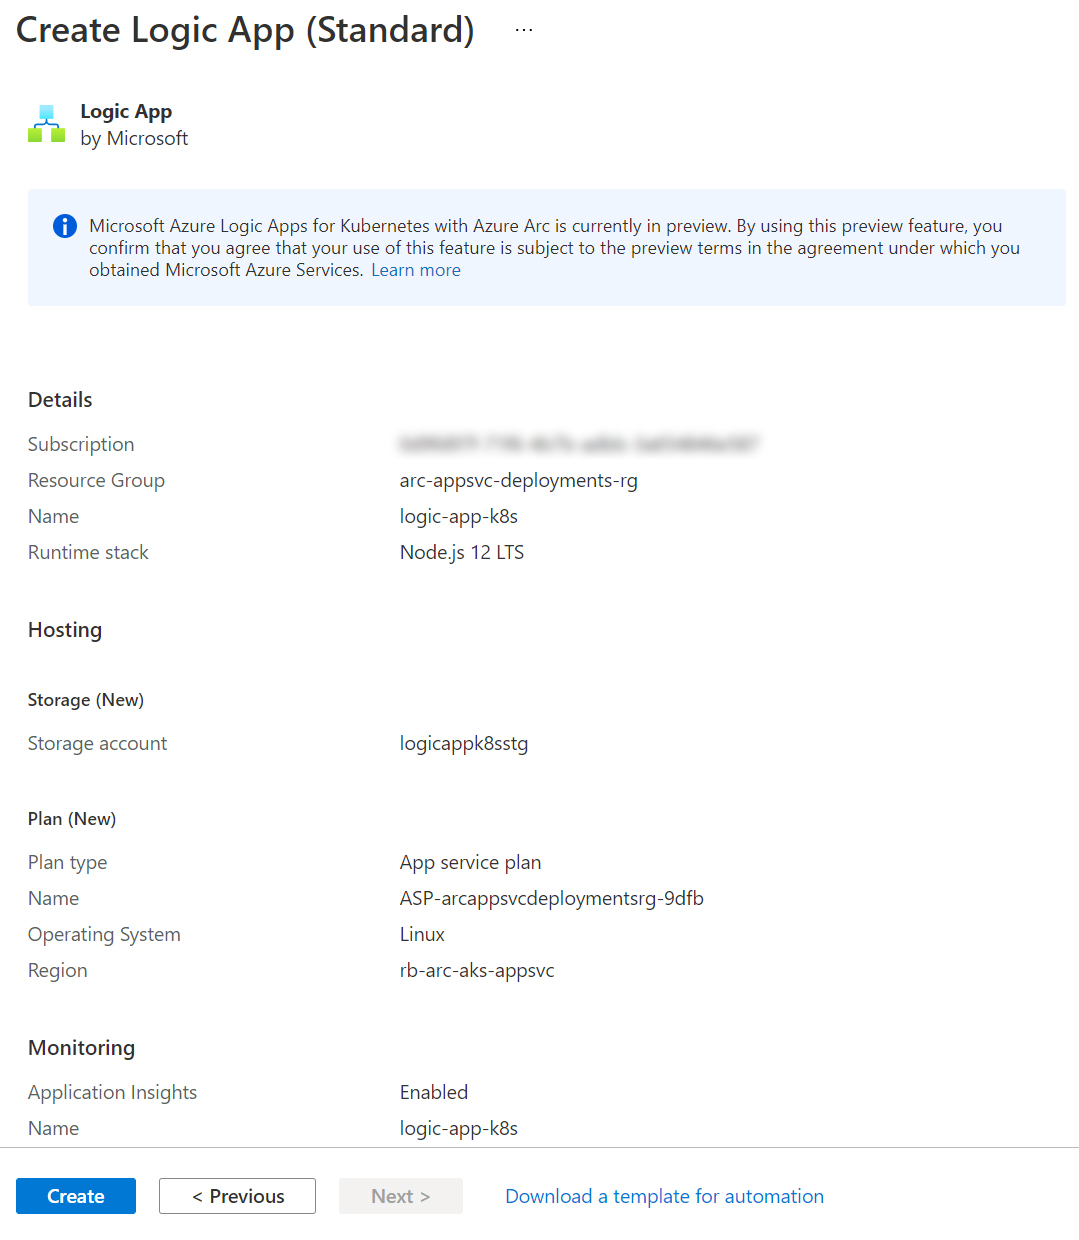 Create Logic App (Standard) ...
Logic App
by Microsoft
Microsoft Azure Logic Apps for Kubernetes with Azure Arc is currently in preview. By using this preview feature, you
confirm that you agree that your use of this feature is subject to the preview terms in the agreement under which you
obtained Microsoft Azure Services. Learn more
Details
Subscription
Resource Group arc-appsvc-deployments-rg
Name logic-app-k8s
Runtime stack Node.js 12 LTS
Hosting
Storage (New)
Storage account logicappk8sstg
Plan (New)
Plan type App service plan
Name ASP-arcappsvcdeploymentsrg-9dfb
Operating System Linux
Region rb-arc-aks-appsvc
Monitoring
Application Insights Enabled
Name logic-app-k8s
Create < Previous Next > Download a template for automation